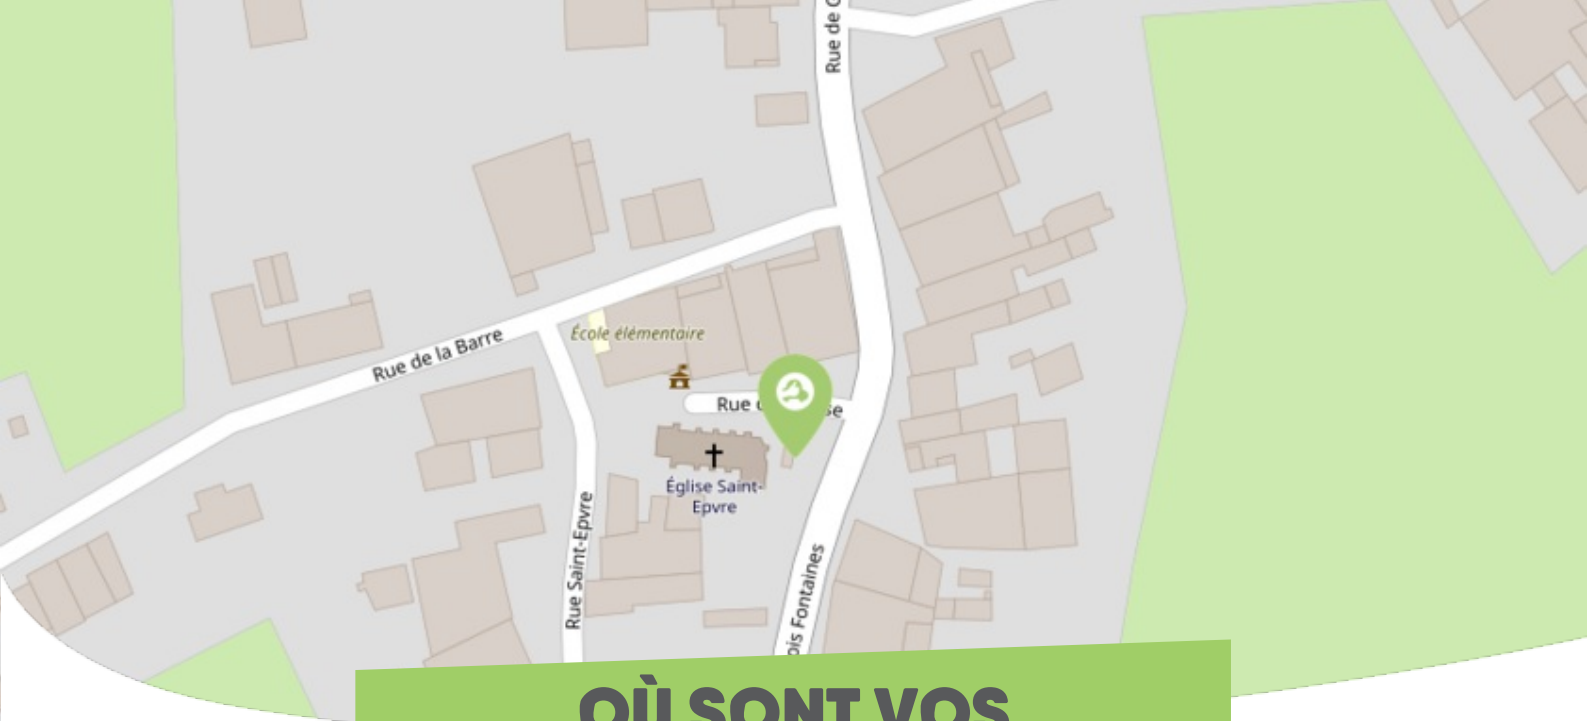 Rue de
École élémentaire
Rue de la Barre
Rue
Église Saint-
Epvre
Rue Saint-Epvre
Fontaines
OÙ SONT VOS